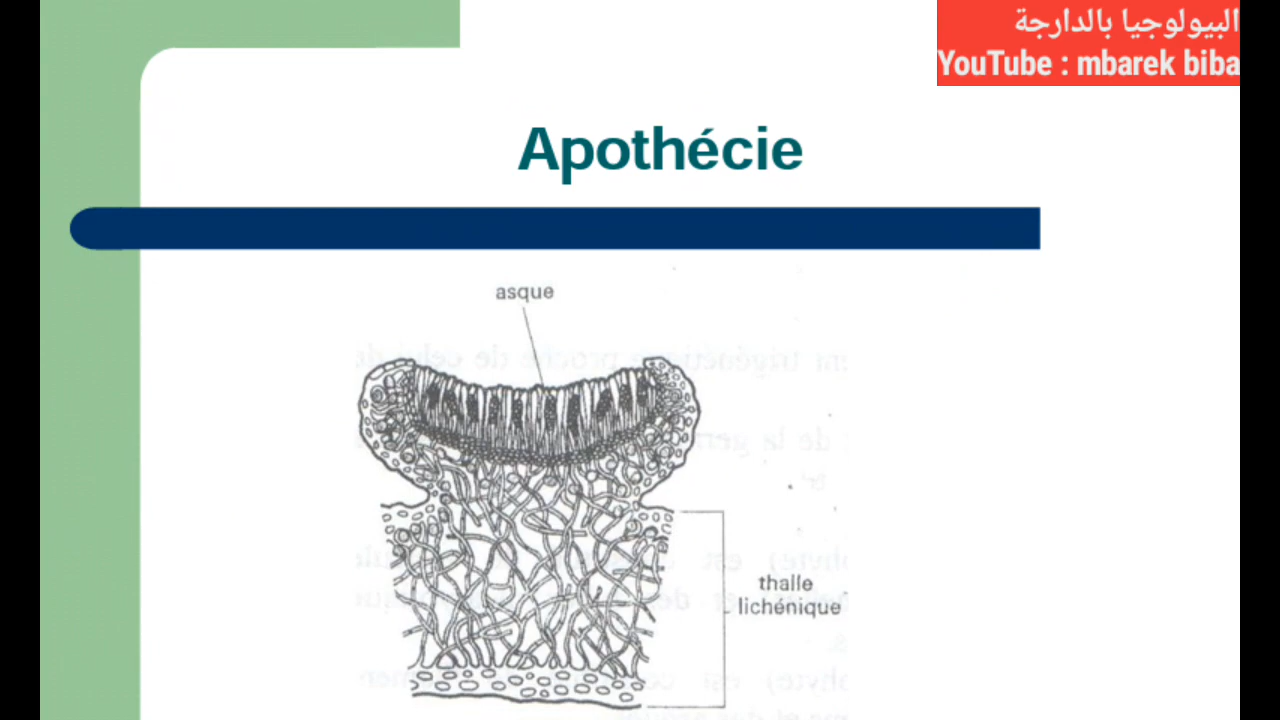 البيولوجيا بالدارجة
YouTube : mbarek biba
Apothécie
asque
thalle
lichénique